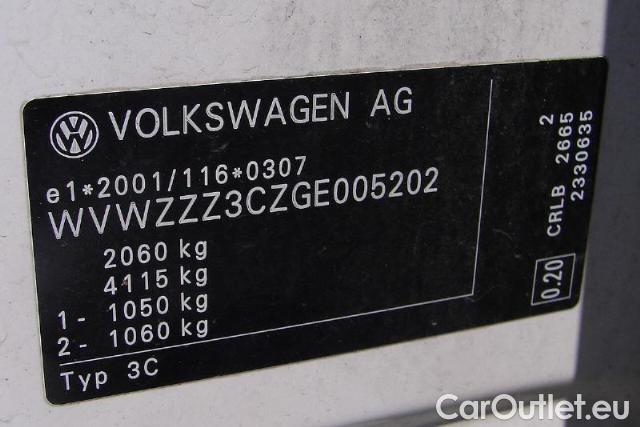 VOLKSWAGEN AG
e1*2001/116*0307
WVWZZZ3CZGE005202
2060 kg
4115 kg
1- 1050 kg
2- 1060 kg
Typ 3C
2
CRLB 2665
2330635
0.20
CarOutlet.eu